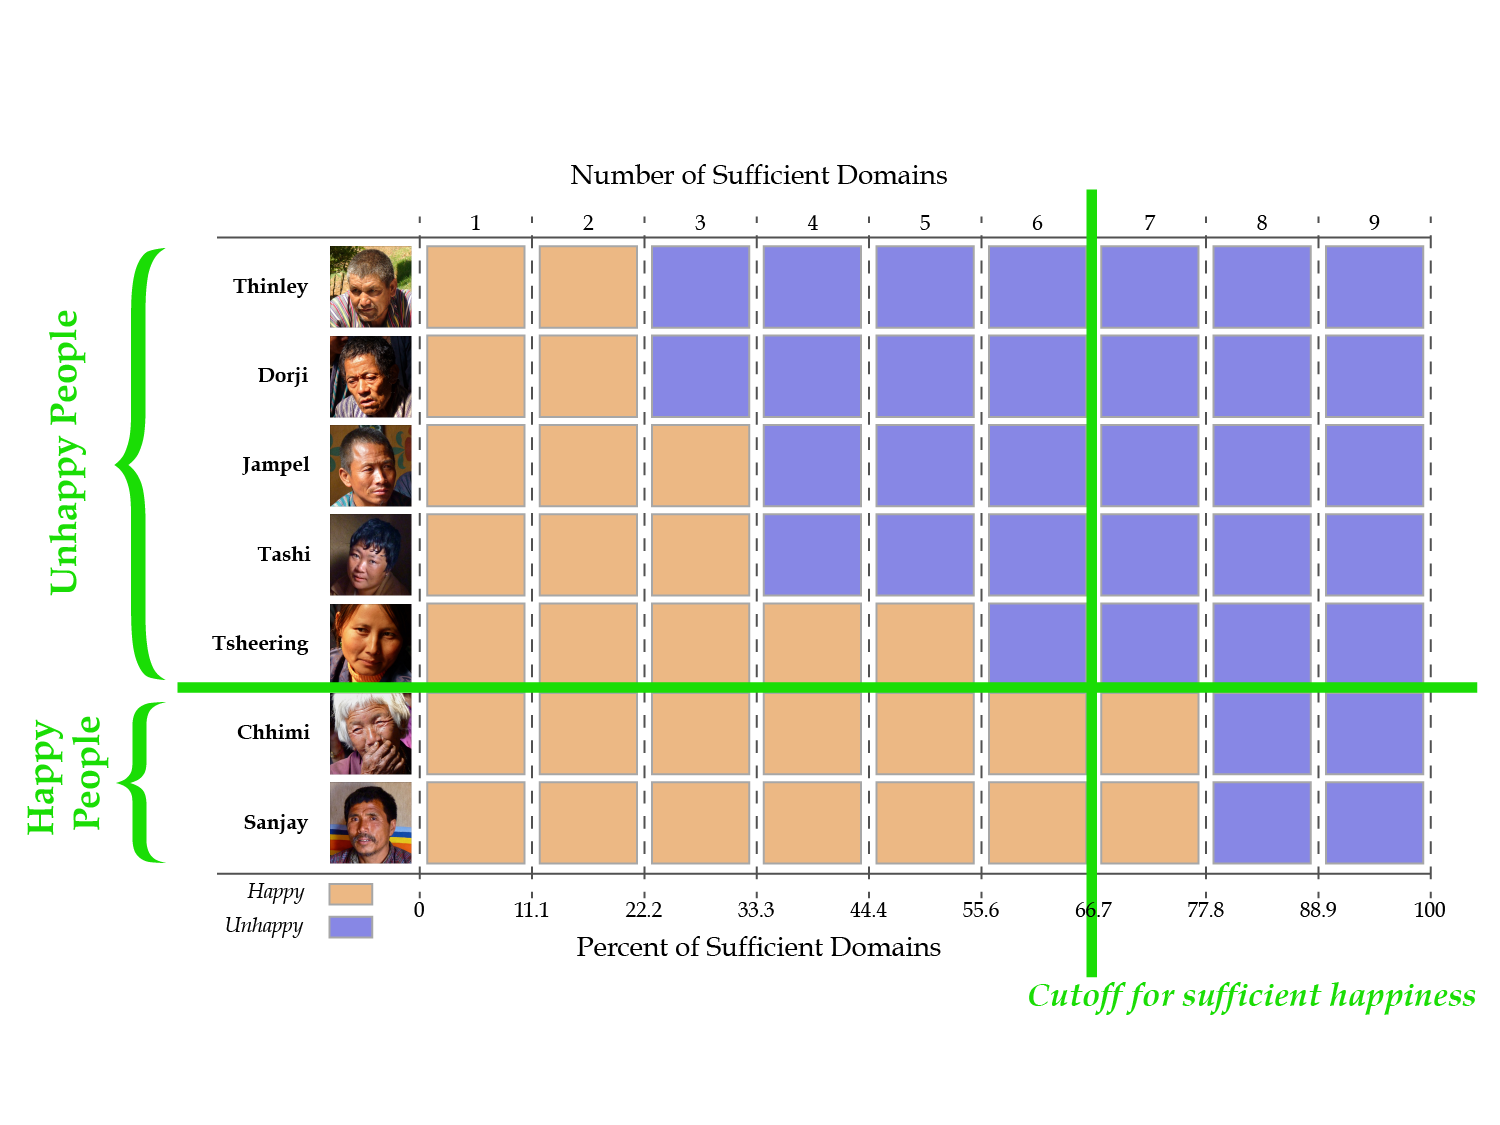 Number of Sufficient Domains
1 2 3 4 5 6 7 8 9
Unhappy People
Thinley
Dorji
Jampel
Tashi
Tsheering
Happy
People
Chhimi
Sanjay
Happy
Unhappy
0 11.1 22.2 33.3 44.4 55.6 66.7 77.8 88.9 100
Percent of Sufficient Domains
Cutoff for sufficient happiness